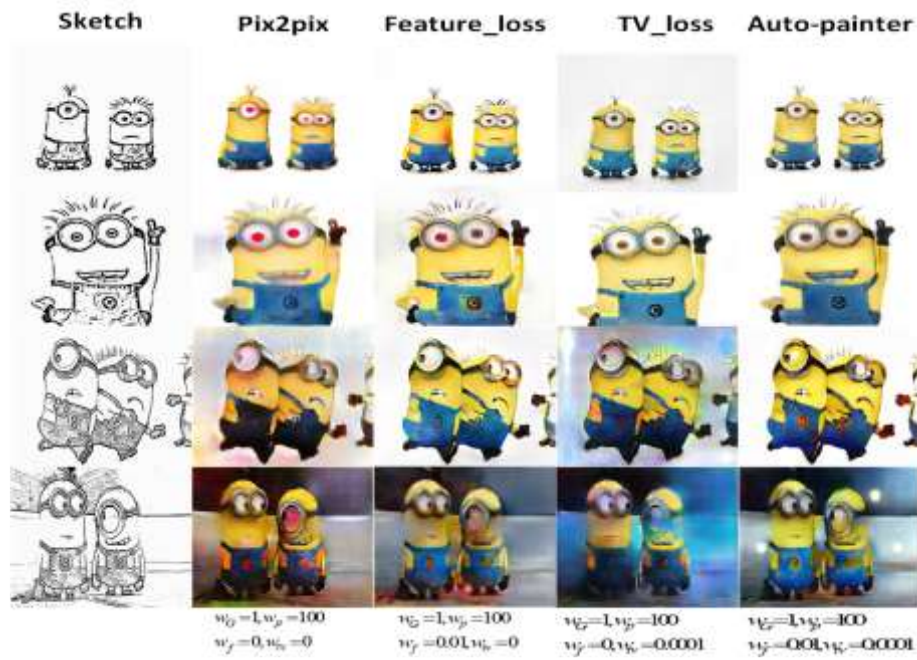 Sketch Pix2pix Feature_loss TV_loss Auto-painter
w_G=1, w_p=100 w_G=1, w_p=100 w_G=1, w_p=100 w_G=1, w_p=100
w_f=0, w_tv=0 w_f=0.01, w_tv=0 w_f=0, w_tv=0.0001 w_f=0.01, w_tv=0.0001